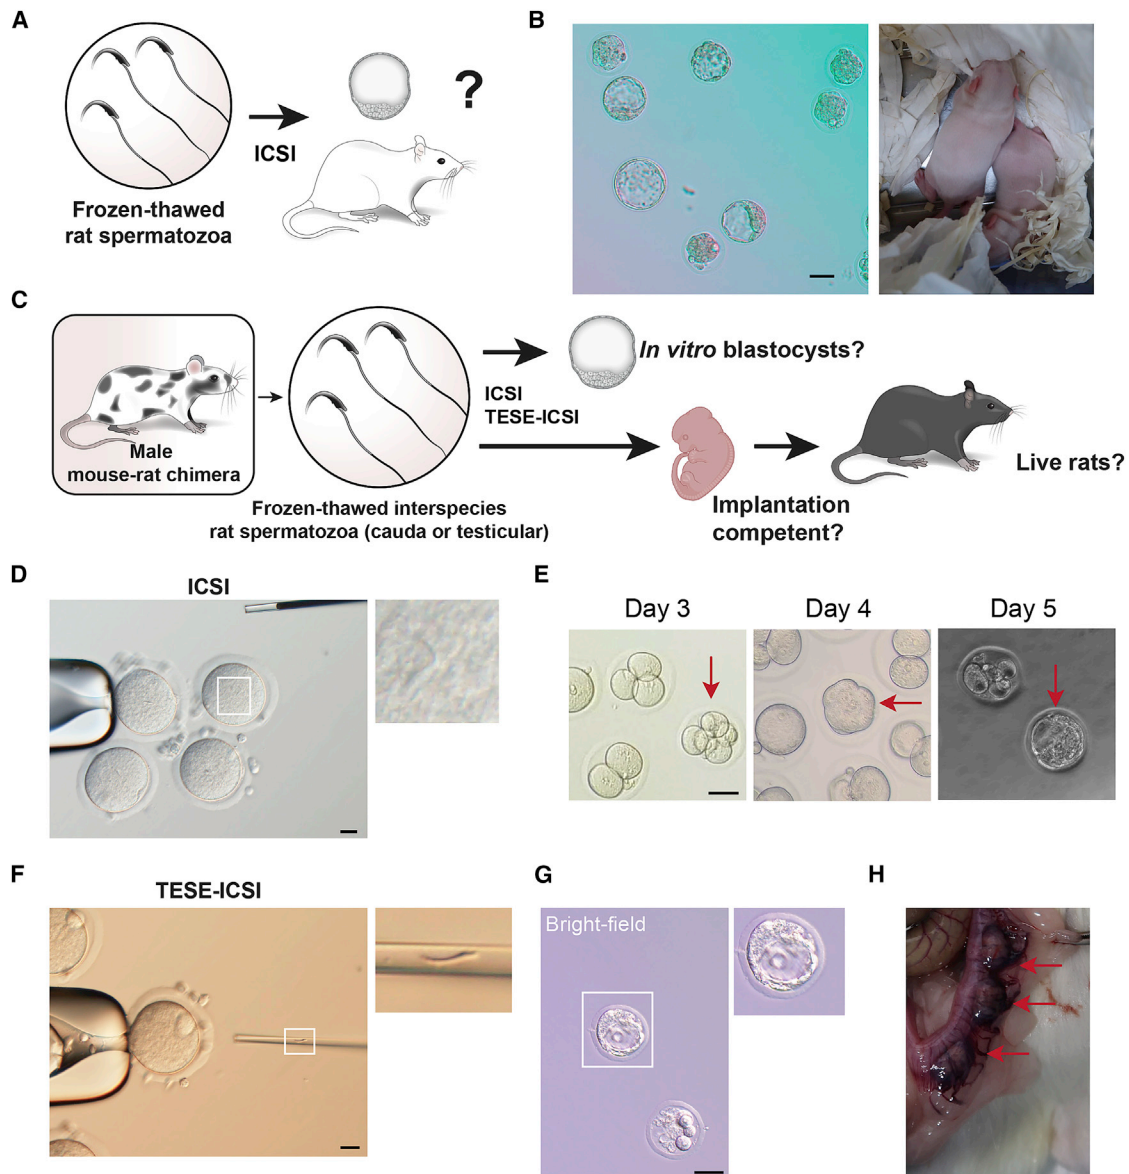 A
?
ICSI
Frozen-thawed
rat spermatozoa
B
C
Male
mouse-rat chimera
Frozen-thawed interspecies
rat spermatozoa (cauda or testicular)
ICSI
TESE-ICSI
In vitro blastocysts?
Implantation
competent?
Live rats?
D
ICSI
E
Day 3
Day 4
Day 5
F
TESE-ICSI
G
Bright-field
H